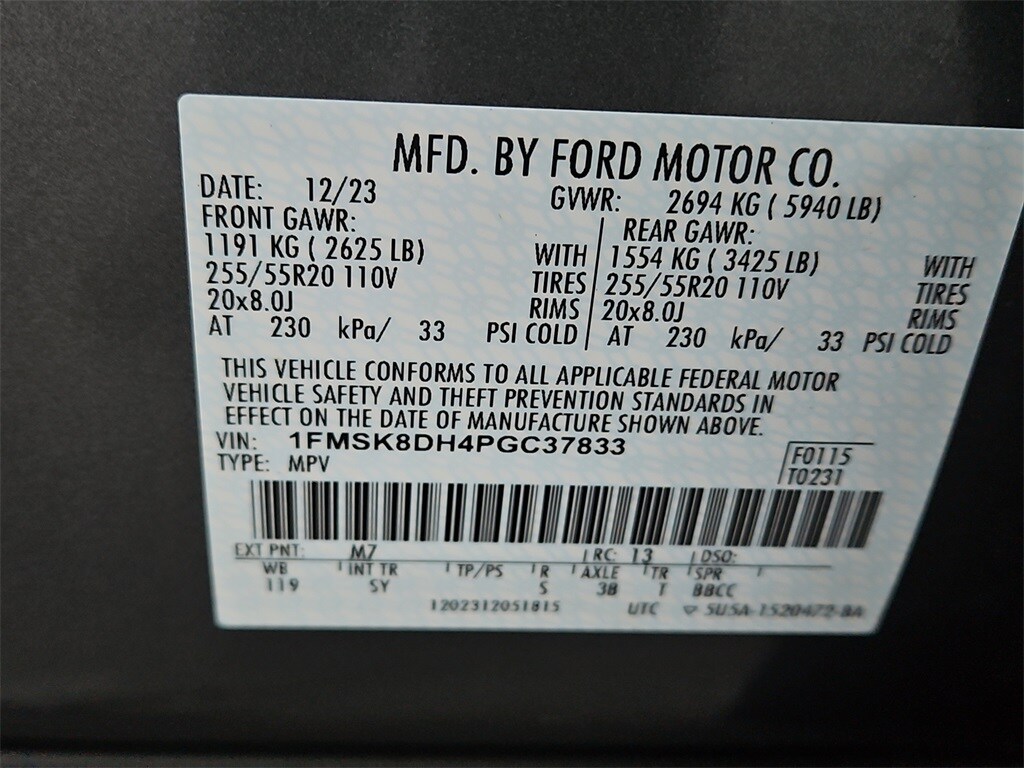 MFD. BY FORD MOTOR CO.
DATE: 12/23 GVWR: 2694 KG ( 5940 LB)
FRONT GAWR: REAR GAWR:
1191 KG ( 2625 LB) WITH 1554 KG ( 3425 LB) WITH
255/55R20 110V TIRES 255/55R20 110V TIRES
20x8.0J RIMS 20x8.0J RIMS
AT 230 kPa/ 33 PSI COLD AT 230 kPa/ 33 PSI COLD
THIS VEHICLE CONFORMS TO ALL APPLICABLE FEDERAL MOTOR
VEHICLE SAFETY AND THEFT PREVENTION STANDARDS IN
EFFECT ON THE DATE OF MANUFACTURE SHOWN ABOVE.
VIN: 1FMSK8DH4PGC37833
TYPE: MPV F0115
T0231
EXT PNT: M7 RC: 13 DSO:
WB INT TR TP/PS R AXLE TR SPR
119 SY S 38 T BBCC
1202312051815 UTC 5U5A-1520472-BA